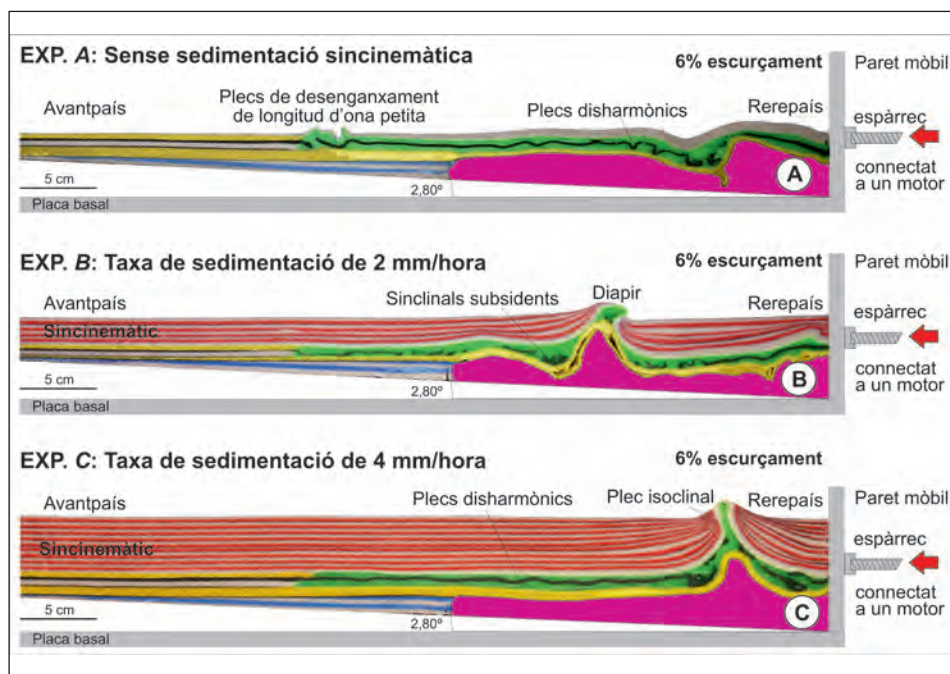 EXP. A: Sense sedimentació sincinemàtica
6% escurçament
Paret mòbil
Avantpaís
Plecs de desenganxament
de longitud d'ona petita
Plecs disharmònics
Rerepaís
espàrrec
A
connectat
a un motor
5 cm
2,80º
Placa basal
EXP. B: Taxa de sedimentació de 2 mm/hora
6% escurçament
Paret mòbil
Avantpaís
Sinclinals subsidents
Diapir
Rerepaís
Sincinemàtic
espàrrec
B
connectat
a un motor
5 cm
2,80º
Placa basal
EXP. C: Taxa de sedimentació de 4 mm/hora
6% escurçament
Paret mòbil
Avantpaís
Plecs disharmònics
Plec isoclinal
Rerepaís
Sincinemàtic
espàrrec
C
connectat
a un motor
5 cm
2,80º
Placa basal